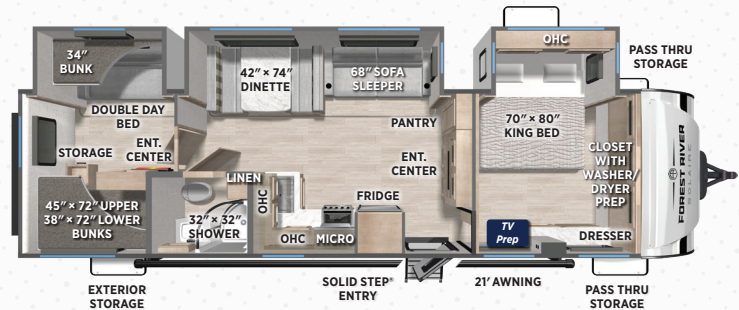 34" 
BUNK
42" × 74"
DINETTE
68" SOFA
SLEEPER
OHC
PASS THRU
STORAGE
DOUBLE DAY
BED
PANTRY
70" × 80"
KING BED
STORAGE
ENT.
CENTER
ENT.
CENTER
CLOSET
WITH
WASHER/
DRYER
PREP
FOREST RIVER
SOLAIRE
LINEN
OHC
FRIDGE
45" × 72" UPPER
38" × 72" LOWER
BUNKS
32" × 32"
SHOWER
OHC
MICRO
TV
Prep
DRESSER
EXTERIOR
STORAGE
SOLID STEP®
ENTRY
21' AWNING
PASS THRU
STORAGE